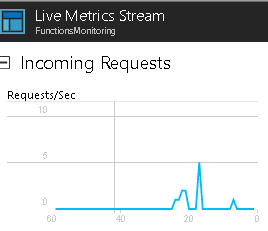 Live Metrics Stream
FunctionsMonitoring
Incoming Requests
Requests/Sec
10
5
0
60 40 20 0